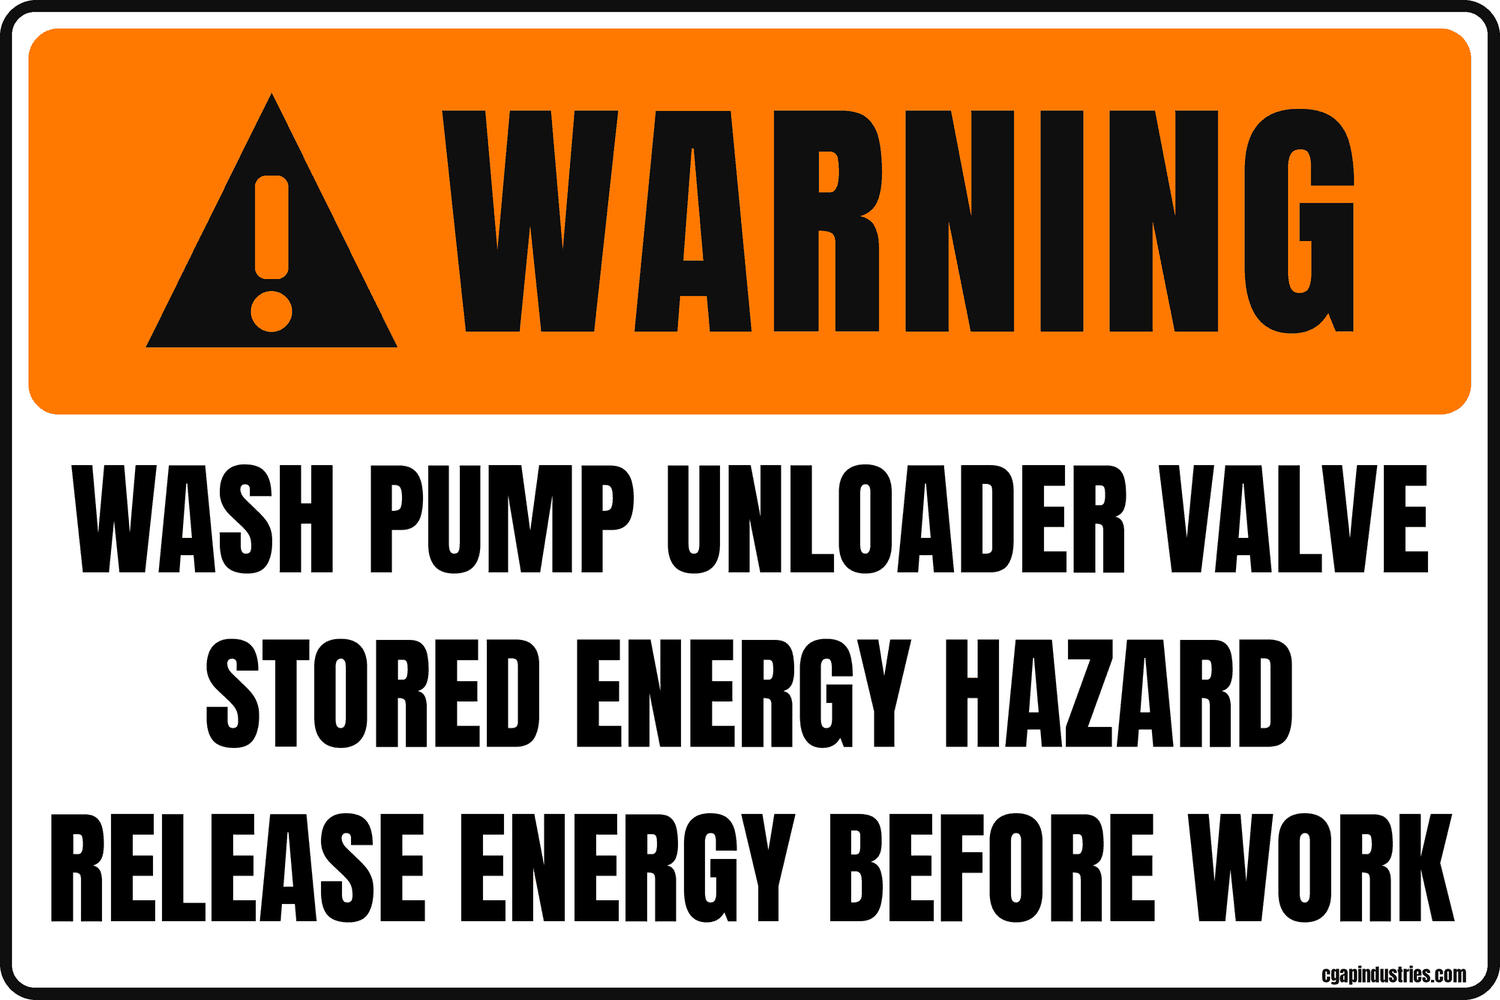 WARNING
WASH PUMP UNLOADER VALVE
STORED ENERGY HAZARD
RELEASE ENERGY BEFORE WORK
cgapindustries.com